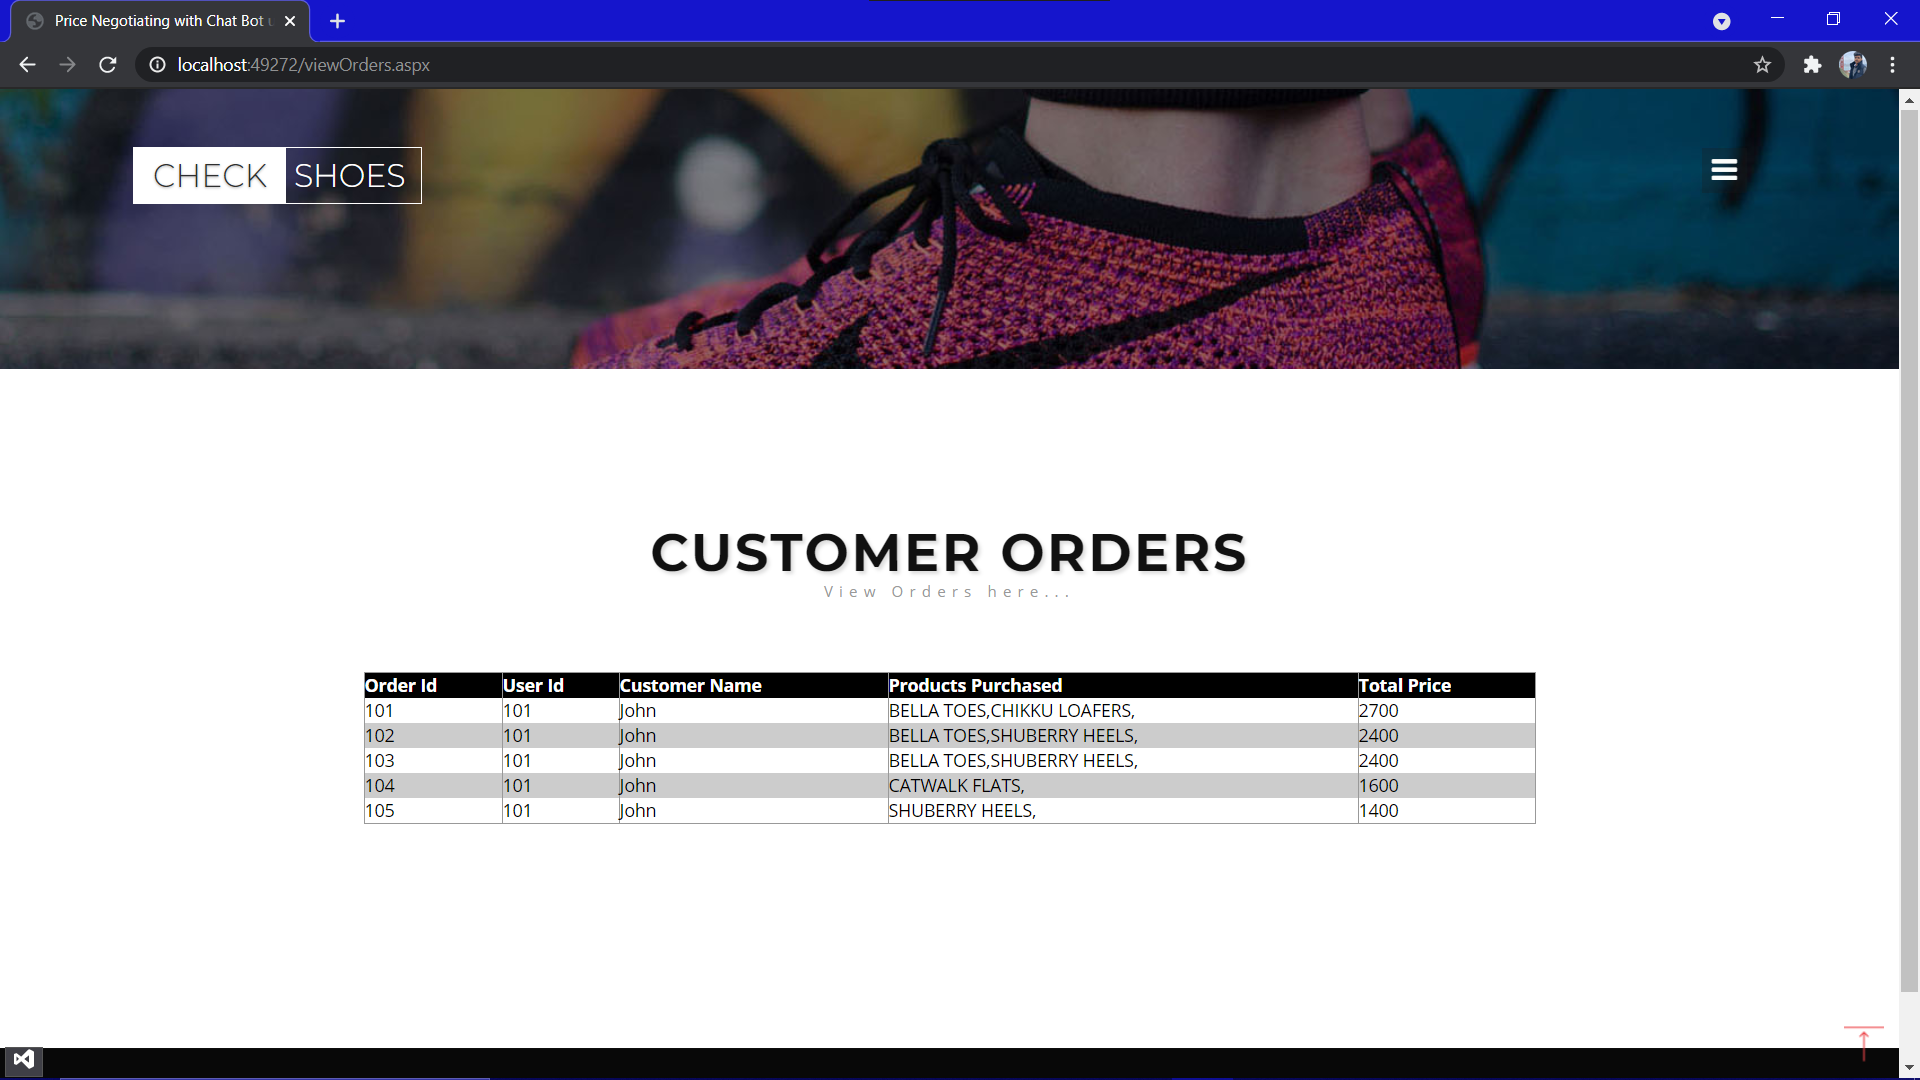 Price Negotiating with Chat Bot
localhost:49272/viewOrders.aspx
CHECK SHOES
CUSTOMER ORDERS
View Orders here...
Order Id User Id Customer Name Products Purchased Total Price
101 101 John BELLA TOES,CHIKKU LOAFERS, 2700
102 101 John BELLA TOES,SHUBERRY HEELS, 2400
103 101 John BELLA TOES,SHUBERRY HEELS, 2400
104 101 John CATWALK FLATS, 1600
105 101 John SHUBERRY HEELS, 1400